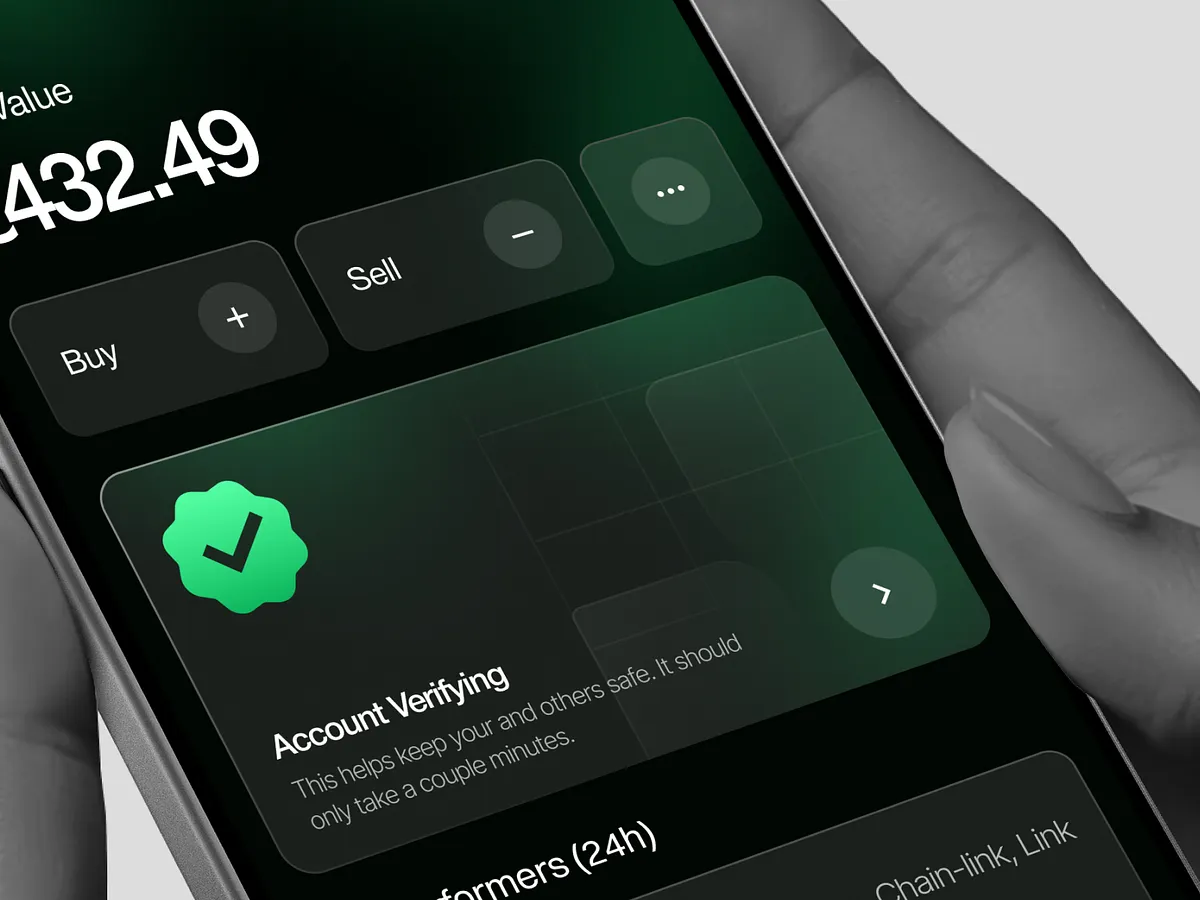 Value
432.49
Buy
Sell
Account Verifying
This helps keep your and others safe. It should
only take a couple minutes.
formers (24h)
Chain-link, Link